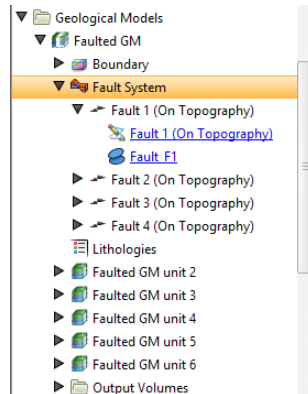 Geological Models
Faulted GM
Boundary
Fault System
Fault 1 (On Topography)
Fault 1 (On Topography)
Fault_F1
Fault 2 (On Topography)
Fault 3 (On Topography)
Fault 4 (On Topography)
Lithologies
Faulted GM unit 2
Faulted GM unit 3
Faulted GM unit 4
Faulted GM unit 5
Faulted GM unit 6
Output Volumes